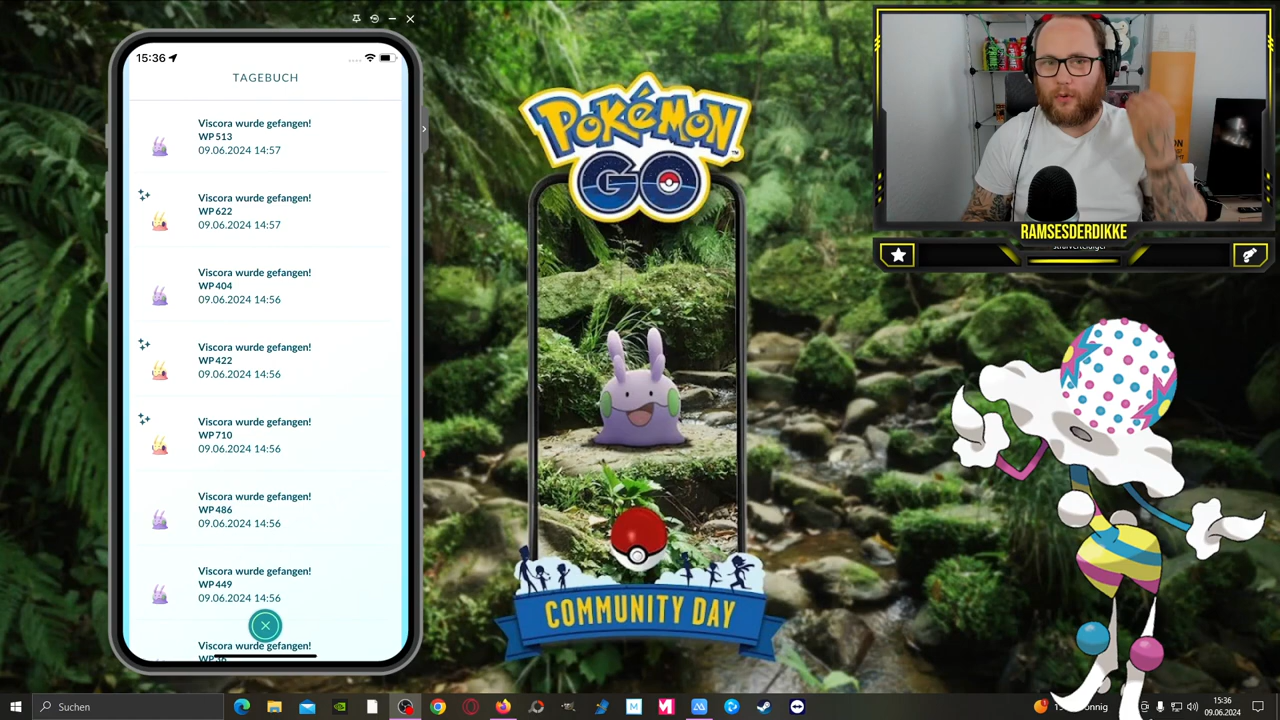 15:36
TAGEBUCH
Viscora wurde gefangen!
WP 513
09.06.2024 14:57
Viscora wurde gefangen!
WP 622
09.06.2024 14:57
Viscora wurde gefangen!
WP 404
09.06.2024 14:56
Viscora wurde gefangen!
WP 422
09.06.2024 14:56
Viscora wurde gefangen!
WP 710
09.06.2024 14:56
Viscora wurde gefangen!
WP 486
09.06.2024 14:56
Viscora wurde gefangen!
WP 449
09.06.2024 14:56
Viscora wurde gefangen!
POKÉMON
GO
COMMUNITY DAY
RAMSESDERDIKKE
Suchen
15:36
09.06.2024